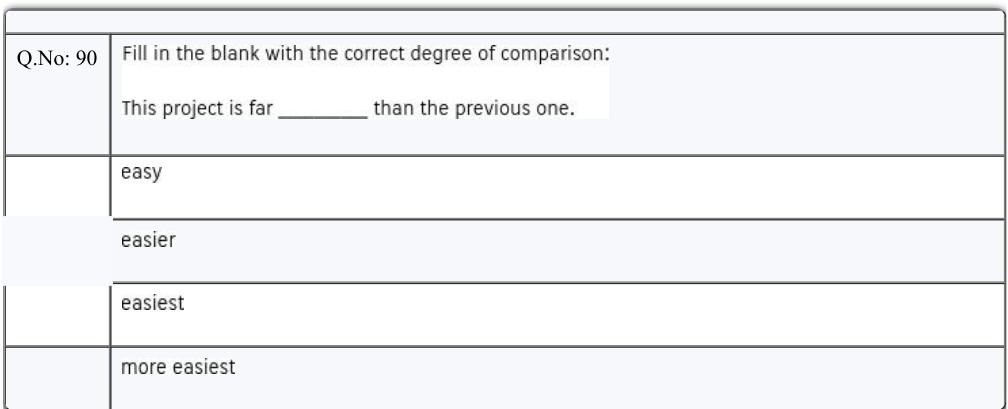 Q.No: 90
Fill in the blank with the correct degree of comparison:
This project is far ________ than the previous one.
easy
easier
easiest
more easiest